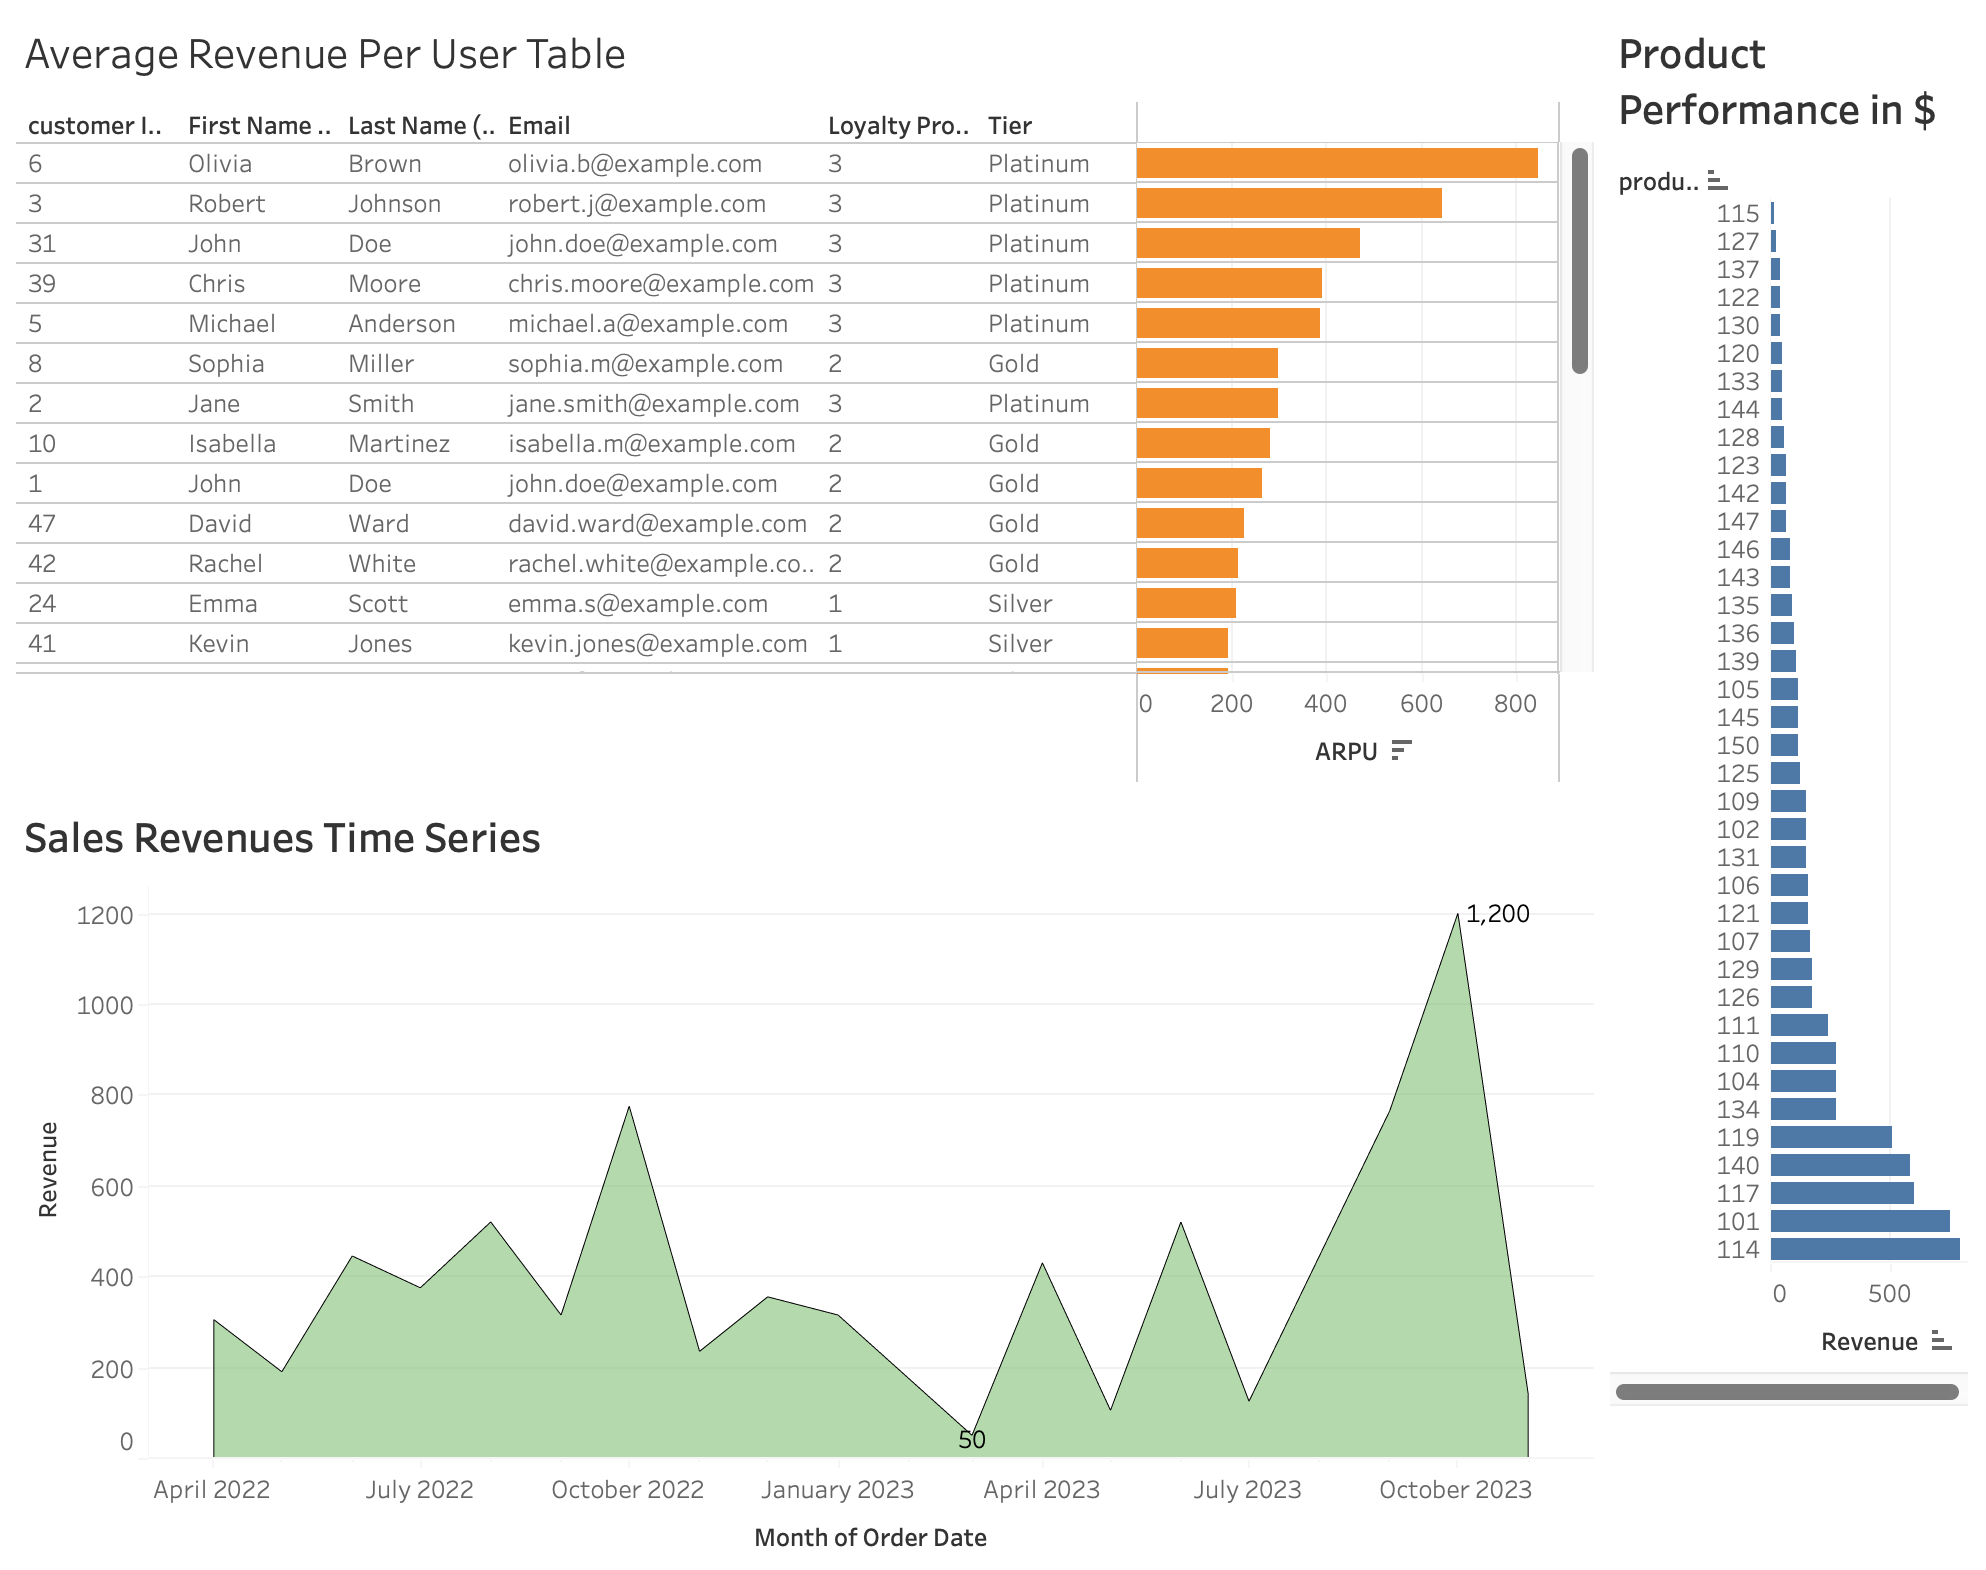 Average Revenue Per User Table
customer I.. First Name .. Last Name (.. Email Loyalty Pro.. Tier
6 Olivia Brown olivia.b@example.com 3 Platinum
3 Robert Johnson robert.j@example.com 3 Platinum
31 John Doe john.doe@example.com 3 Platinum
39 Chris Moore chris.moore@example.com 3 Platinum
5 Michael Anderson michael.a@example.com 3 Platinum
8 Sophia Miller sophia.m@example.com 2 Gold
2 Jane Smith jane.smith@example.com 3 Platinum
10 Isabella Martinez isabella.m@example.com 2 Gold
1 John Doe john.doe@example.com 2 Gold
47 David Ward david.ward@example.com 2 Gold
42 Rachel White rachel.white@example.co.. 2 Gold
24 Emma Scott emma.s@example.com 1 Silver
41 Kevin Jones kevin.jones@example.com 1 Silver
0 200 400 600 800
ARPU
Sales Revenues Time Series
1200
1000
800
600
400
200
0
Revenue
1,200
50
April 2022 July 2022 October 2022 January 2023 April 2023 July 2023 October 2023
Month of Order Date
Product
Performance in $
produ..
115
127
137
122
130
120
133
144
128
123
142
147
146
143
135
136
139
105
145
150
125
109
102
131
106
121
107
129
126
111
110
104
134
119
140
117
101
114
0 500
Revenue